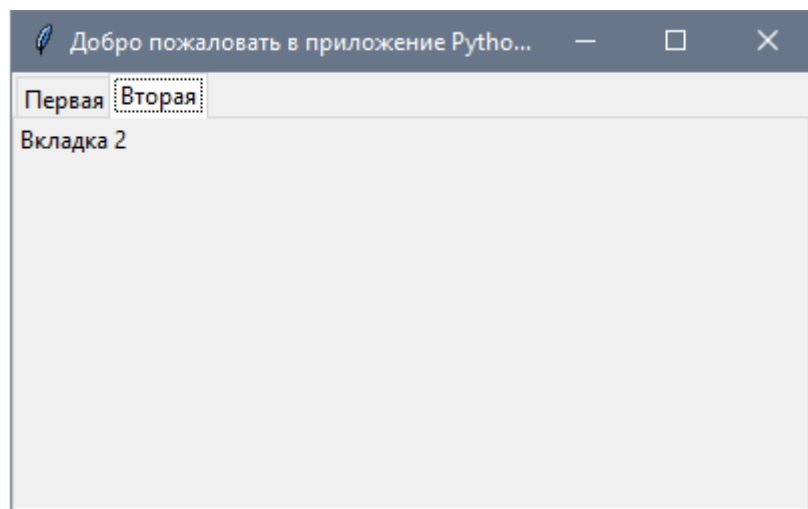 Добро пожаловать в приложение Pytho...
Первая Вторая
Вкладка 2